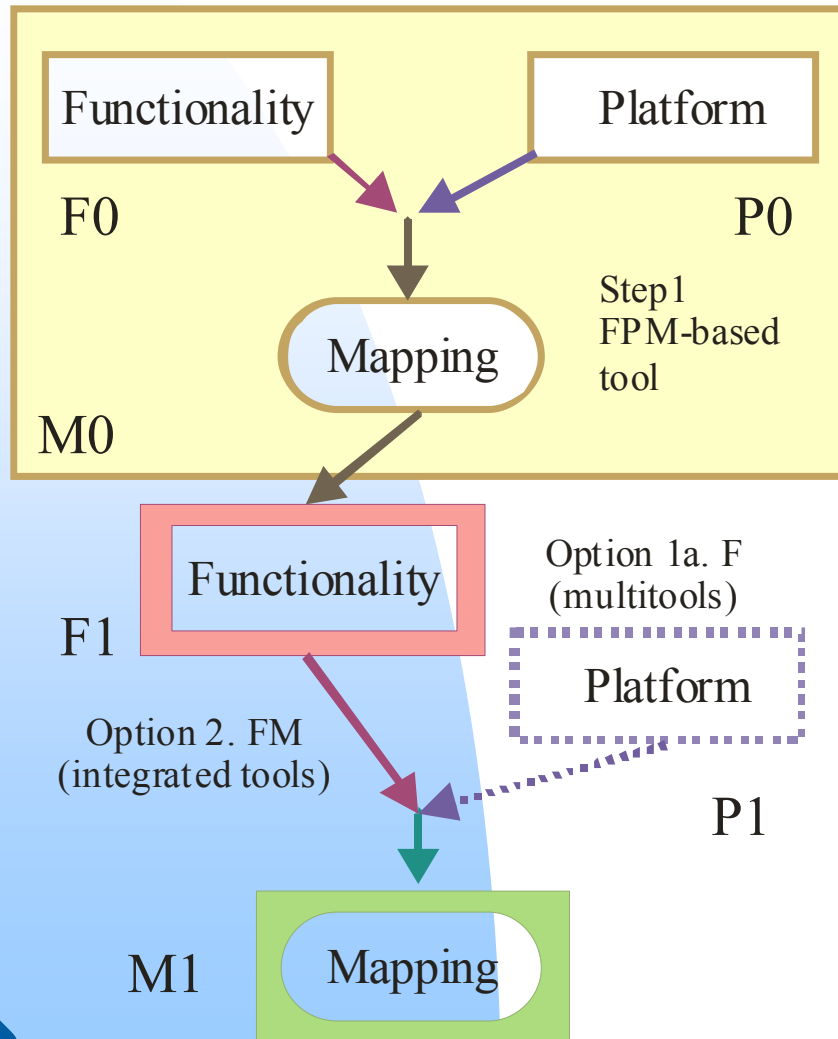 Functionality
Platform
F0
P0
Step1
FPM-based
tool
Mapping
M0
Functionality
F1
Option 1a. F
(multitools)
Platform
Option 2. FM
(integrated tools)
P1
M1
Mapping